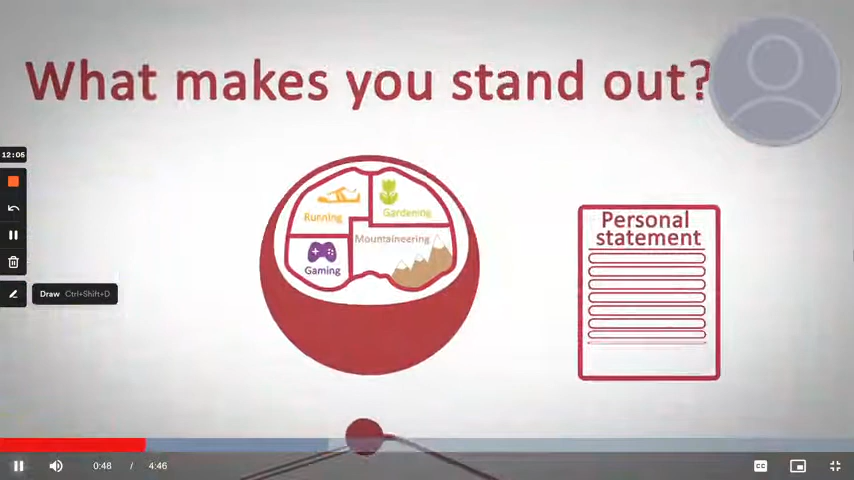 What makes you stand out?
12:05
Running
Gardening
Mountaineering
Gaming
Personal
statement
Draw Ctrl+Shift+D
0:48 / 4:46
CC